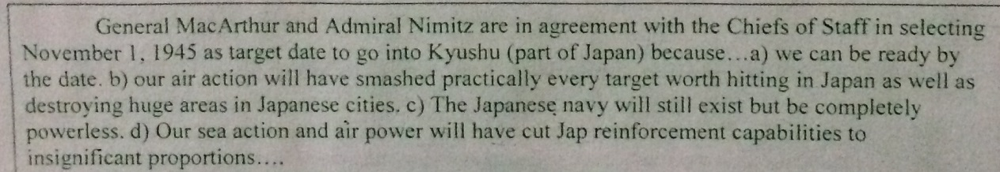 General MacArthur and Admiral Nimitz are in agreement with the Chiefs of Staff in selecting
November 1, 1945 as target date to go into Kyushu (part of Japan) because…a) we can be ready by
the date. b) our air action will have smashed practically every target worth hitting in Japan as well as
destroying huge areas in Japanese cities. c) The Japanese navy will still exist but be completely
powerless. d) Our sea action and air power will have cut Jap reinforcement capabilities to
insignificant proportions….